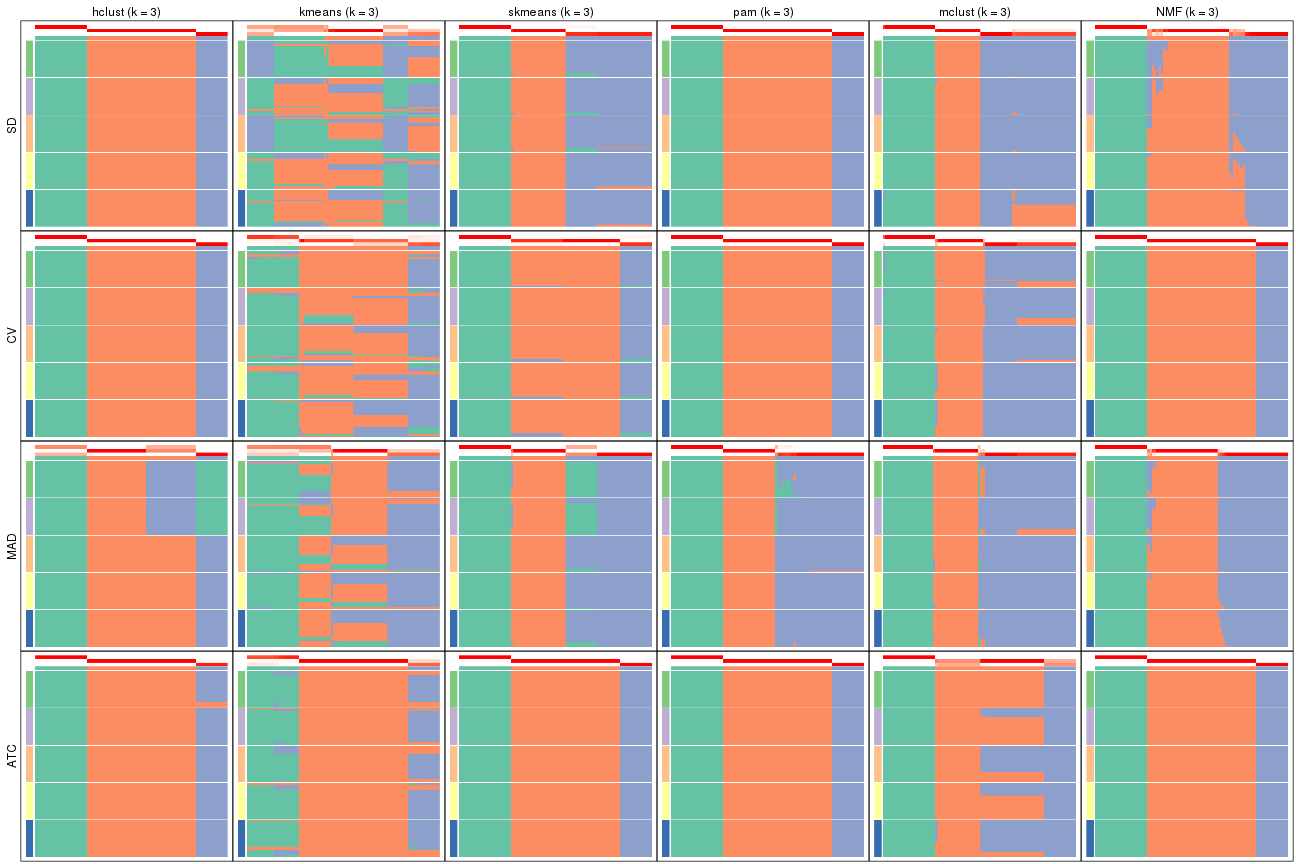 hclust (k = 3) kmeans (k = 3) skmeans (k = 3) pam (k = 3) mclust (k = 3) NMF (k = 3)
SD
CV
MAD
ATC